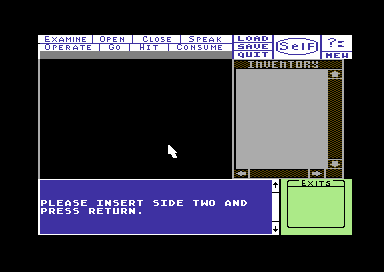 EXAMINE OPEN CLOSE SPEAK
OPERATE GO HIT CONSUME
LOAD
SAVE
QUIT
Self
?:
NEW
INVENTORY
EXITS
PLEASE INSERT SIDE TWO AND
PRESS RETURN.